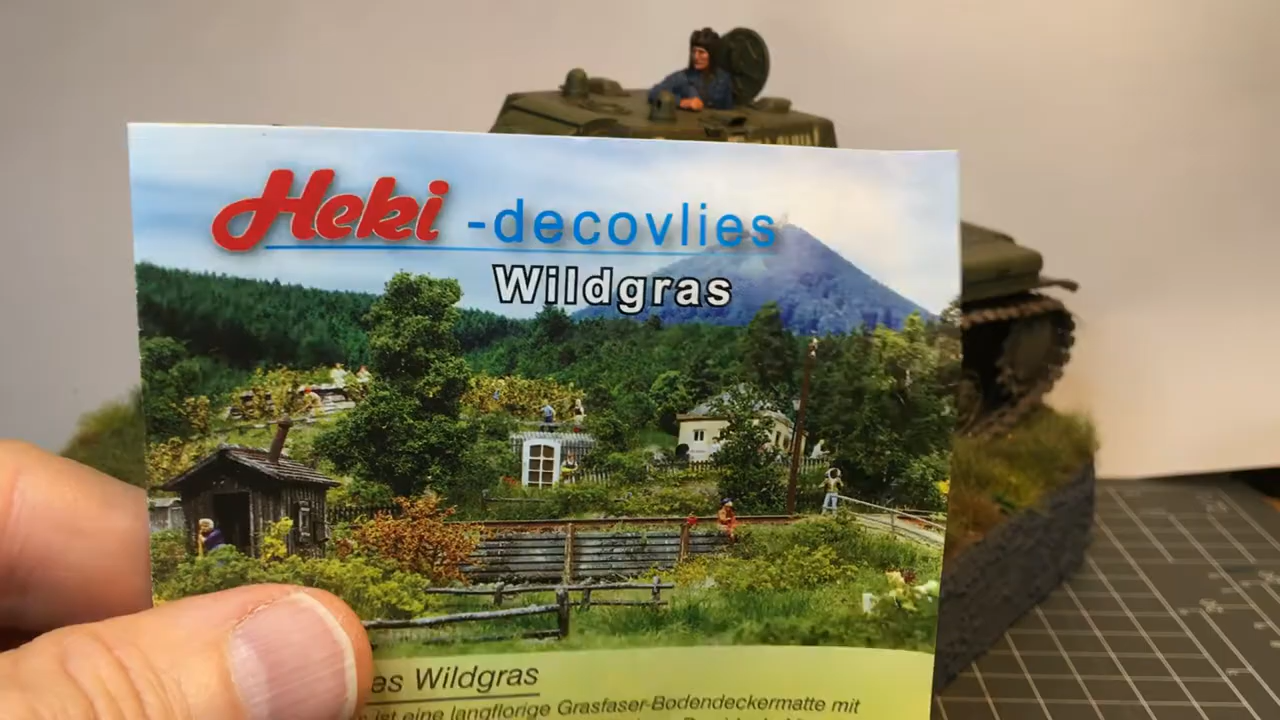 Heki -decovlies
Wildgras
es Wildgras
ist eine langflorige Grasfaser-Bodendeckermatte mit